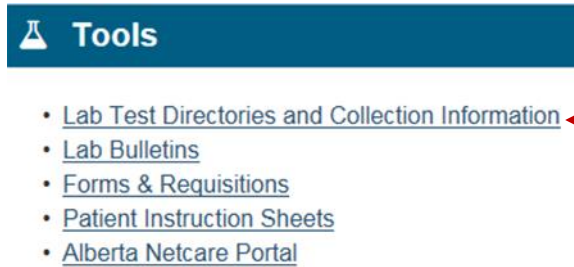 Tools
• Lab Test Directories and Collection Information
• Lab Bulletins
• Forms & Requisitions
• Patient Instruction Sheets
• Alberta Netcare Portal